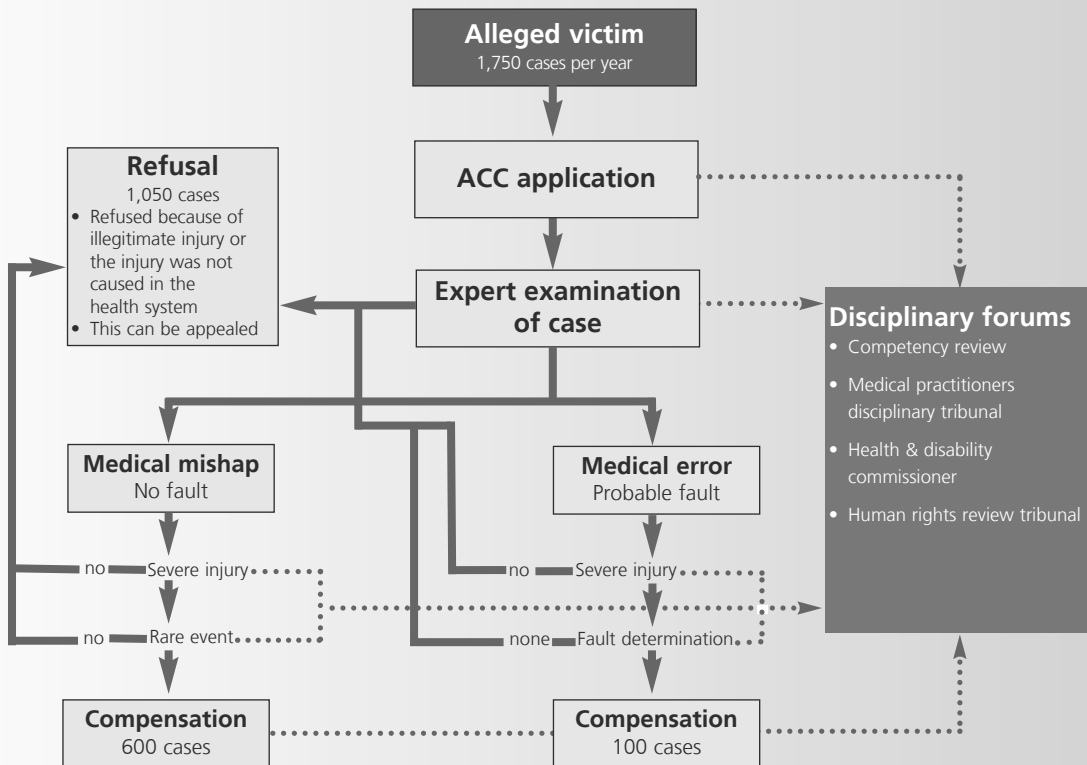 Alleged victim
1,750 cases per year
ACC application
Refusal
1,050 cases
• Refused because of
illegitimate injury or
the injury was not
caused in the
health system
• This can be appealed
Expert examination
of case
Disciplinary forums
• Competency review
• Medical practitioners
disciplinary tribunal
• Health & disability
commissioner
• Human rights review tribunal
Medical mishap
No fault
Medical error
Probable fault
no
Severe injury
no
Severe injury
no
Rare event
none
Fault determination
Compensation
600 cases
Compensation
100 cases